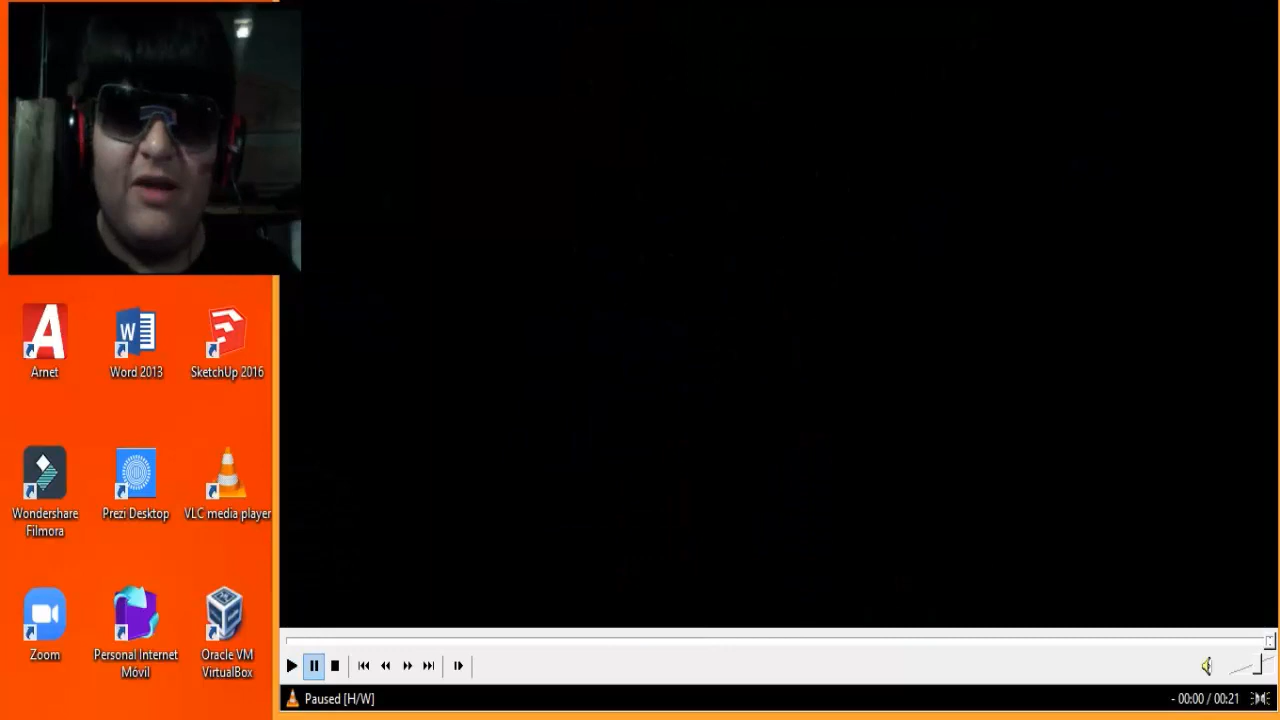 Arnet
Word 2013
SketchUp 2016
Wondershare
Filmora
Prezi Desktop
VLC media player
Zoom
Personal Internet
Móvil
Oracle VM
VirtualBox
Paused [H/W]
- 00:00 / 00:21